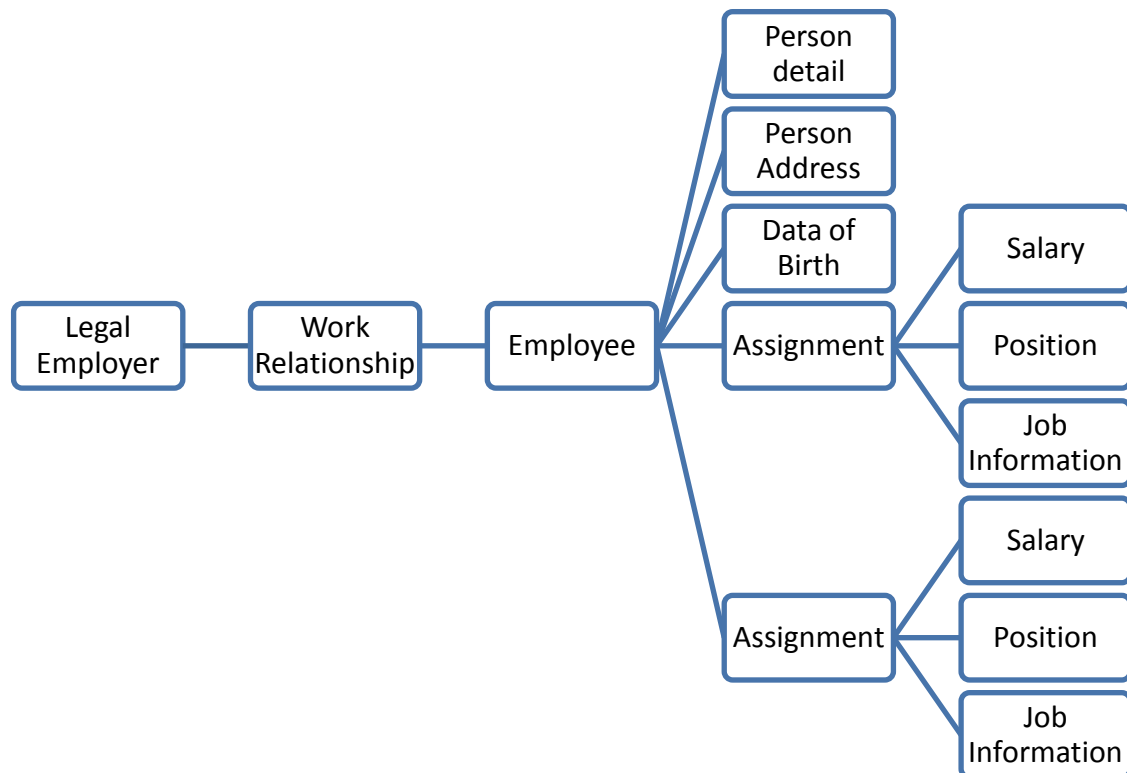 Person
detail
Person
Address
Data of
Birth
Legal
Employer
Work
Relationship
Employee
Assignment
Salary
Position
Job
Information
Assignment
Salary
Position
Job
Information